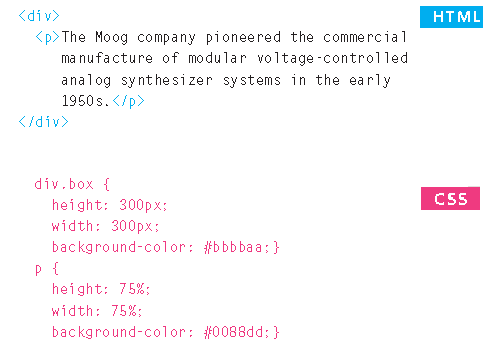 <div>
<p>The Moog company pioneered the commercial
manufacture of modular voltage-controlled
analog synthesizer systems in the early
1950s.</p>
</div>
HTML
div.box {
height: 300px;
width: 300px;
background-color: #bbbbaa;}
p {
height: 75%;
width: 75%;
background-color: #0088dd;}
CSS